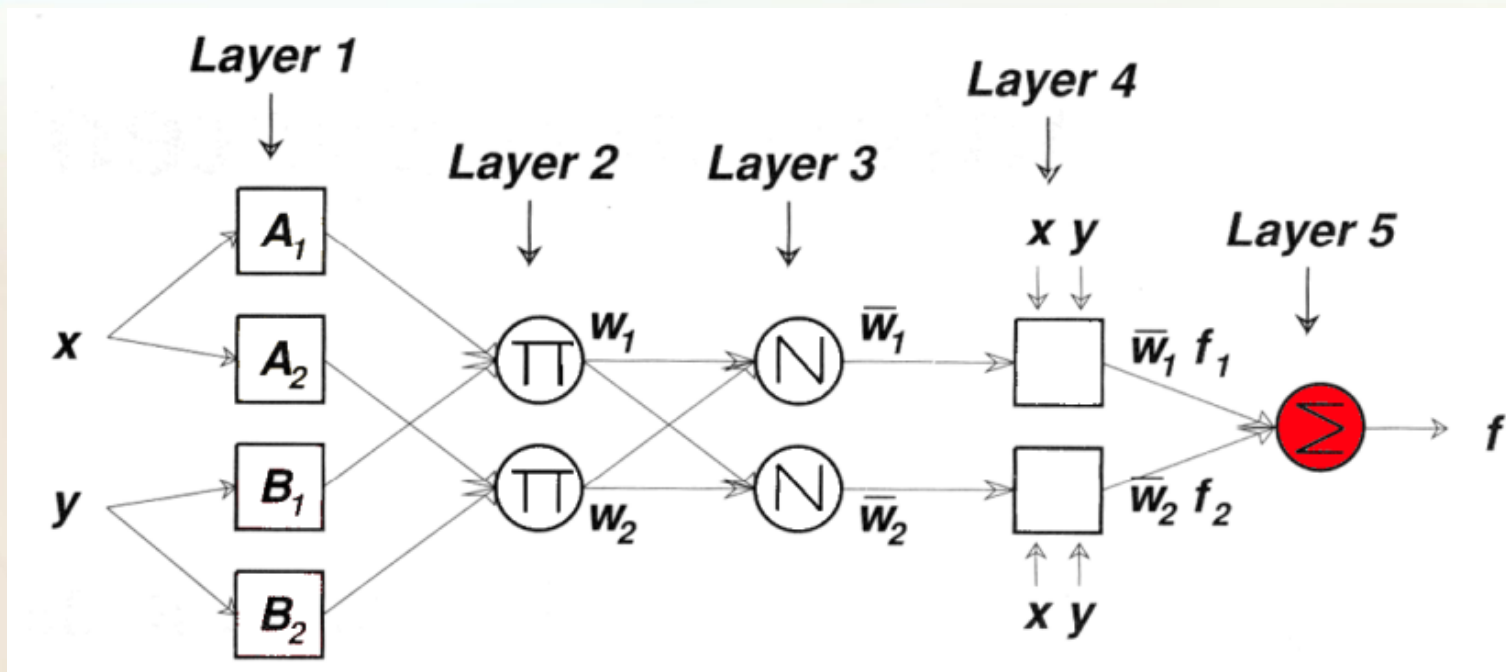 Layer 1
Layer 4
Layer 2
Layer 3
x y
Layer 5
A₁
x
A₂
Π
w₁
N
w̅₁
w̅₁ f₁
Σ
f
y
B₁
Π
w₂
N
w̅₂
w̅₂ f₂
B₂
x y